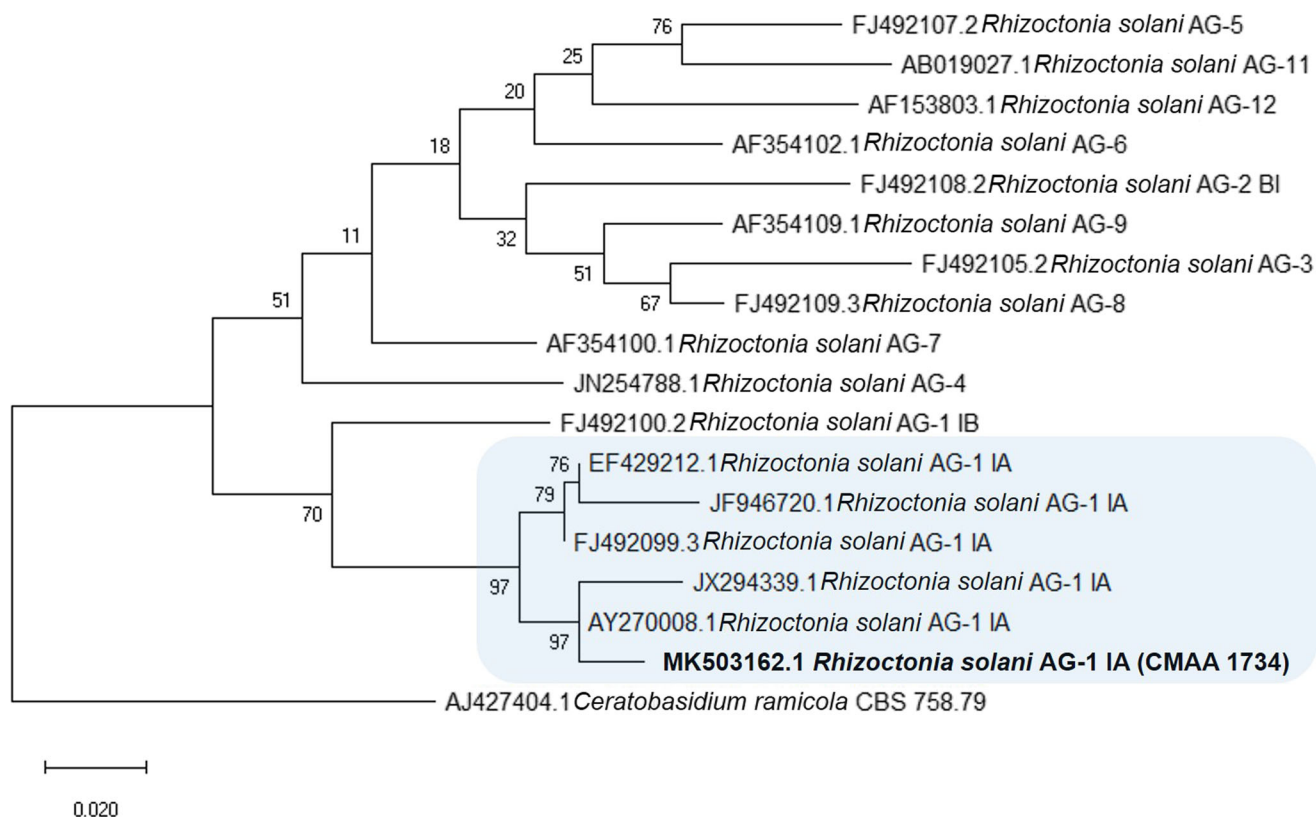 76
FJ492107.2 Rhizoctonia solani AG-5
25
AB019027.1 Rhizoctonia solani AG-11
20
AF153803.1 Rhizoctonia solani AG-12
18
AF354102.1 Rhizoctonia solani AG-6
FJ492108.2 Rhizoctonia solani AG-2 BI
32
AF354109.1 Rhizoctonia solani AG-9
11
51
FJ492105.2 Rhizoctonia solani AG-3
67
FJ492109.3 Rhizoctonia solani AG-8
51
AF354100.1 Rhizoctonia solani AG-7
JN254788.1 Rhizoctonia solani AG-4
FJ492100.2 Rhizoctonia solani AG-1 IB
76
EF429212.1 Rhizoctonia solani AG-1 IA
79
JF946720.1 Rhizoctonia solani AG-1 IA
70
FJ492099.3 Rhizoctonia solani AG-1 IA
97
JX294339.1 Rhizoctonia solani AG-1 IA
AY270008.1 Rhizoctonia solani AG-1 IA
97
MK503162.1 Rhizoctonia solani AG-1 IA (CMAA 1734)
AJ427404.1 Ceratobasidium ramicola CBS 758.79
0.020